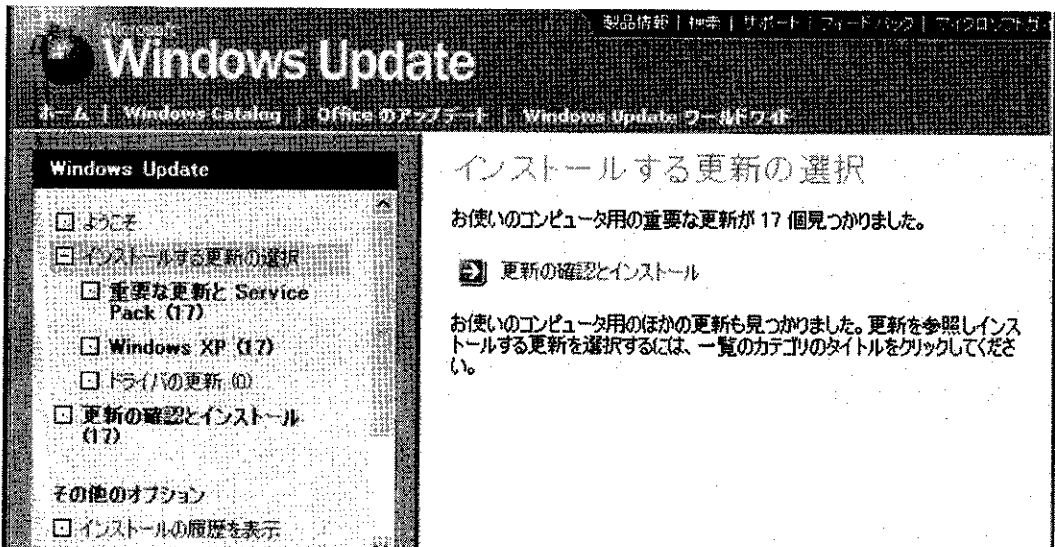 製品情報 | 検索 | サポート | フィードバック | マイクロソフトガイ
Microsoft
Windows Update
ホーム | Windows Catalog | Office のアップデート | Windows Update ワールドワイド
Windows Update
ようこそ
インストールする更新の選択
重要な更新と Service
Pack (17)
Windows XP (17)
ドライバの更新 (0)
更新の確認とインストール
(17)
その他のオプション
インストールの履歴を表示
インストールする更新の選択
お使いのコンピュータ用の重要な更新が 17 個見つかりました。
更新の確認とインストール
お使いのコンピュータ用のほかの更新も見つかりました。更新を参照しインス
トールする更新を選択するには、一覧のカテゴリのタイトルをクリックしてくださ
い。